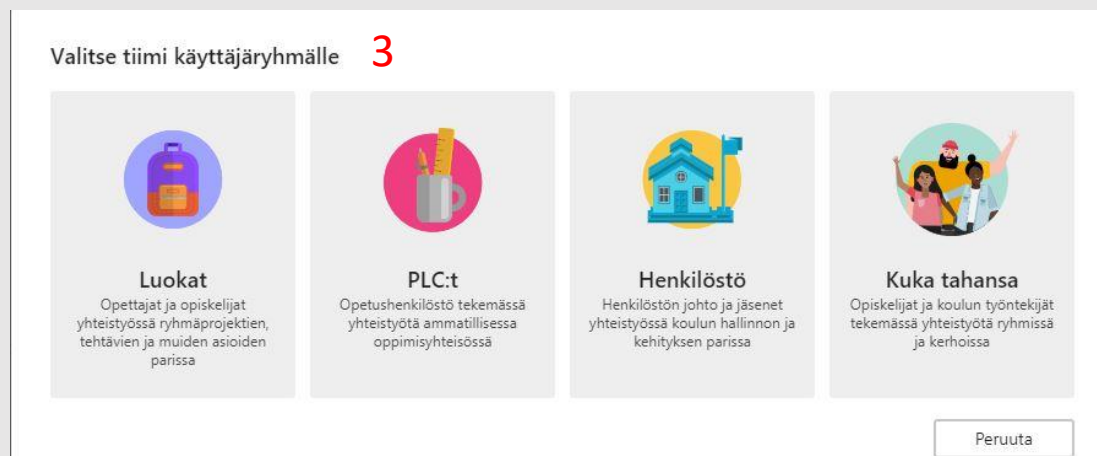 Valitse tiimi käyttäjäryhmälle 3
Luokat
Opettajat ja opiskelijat
yhteistyössä ryhmäprojektien,
tehtävien ja muiden asioiden
parissa
PLC:t
Opetushenkilöstö tekemässä
yhteistyötä ammatillisessa
oppimisyhteisössä
Henkilöstö
Henkilöstön johto ja jäsenet
yhteistyössä koulun hallinnon ja
kehityksen parissa
Kuka tahansa
Opiskelijat ja koulun työntekijät
tekemässä yhteistyötä ryhmissä
ja kerhoissa
Peruuta